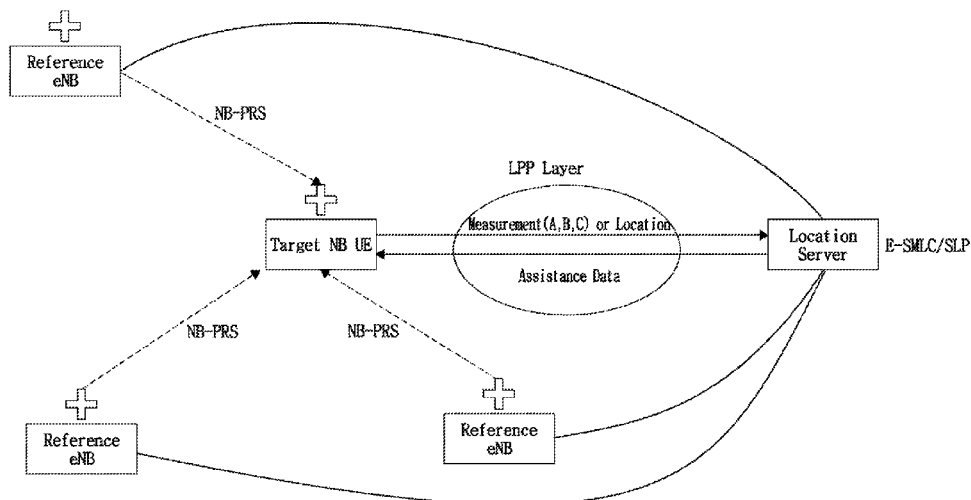 Reference
eNB
NB-PRS
LPP Layer
Measurement(A,B,C) or Location
Target NB UE
Location
Server
E-SMLC/SLP
Assistance Data
NB-PRS
NB-PRS
Reference
eNB
Reference
eNB